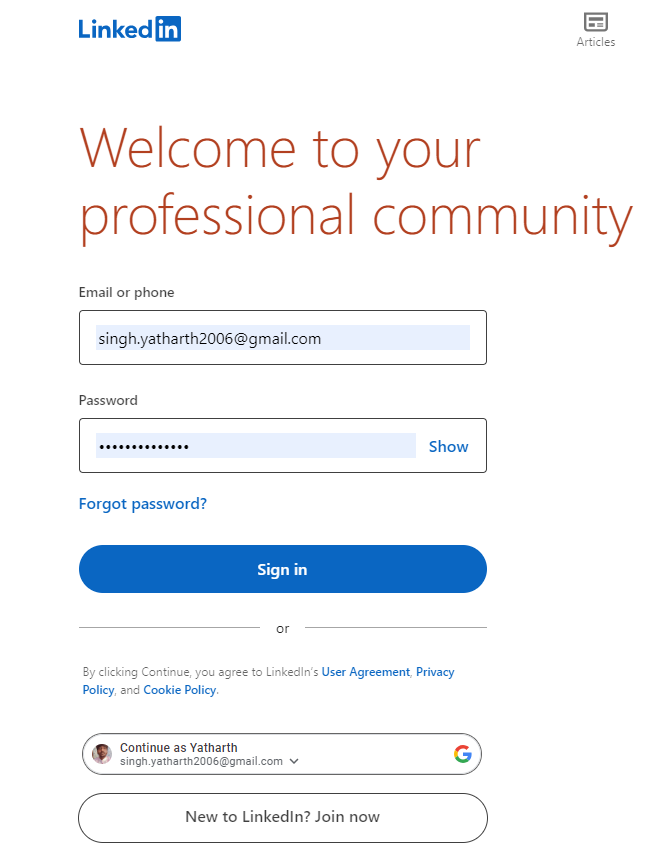 LinkedIn
Articles
Welcome to your
professional community
Email or phone
singh.yatharth2006@gmail.com
Password
•••••••••••••• Show
Forgot password?
Sign in
or
By clicking Continue, you agree to LinkedIn's User Agreement, Privacy
Policy, and Cookie Policy.
Continue as Yatharth
singh.yatharth2006@gmail.com
New to LinkedIn? Join now